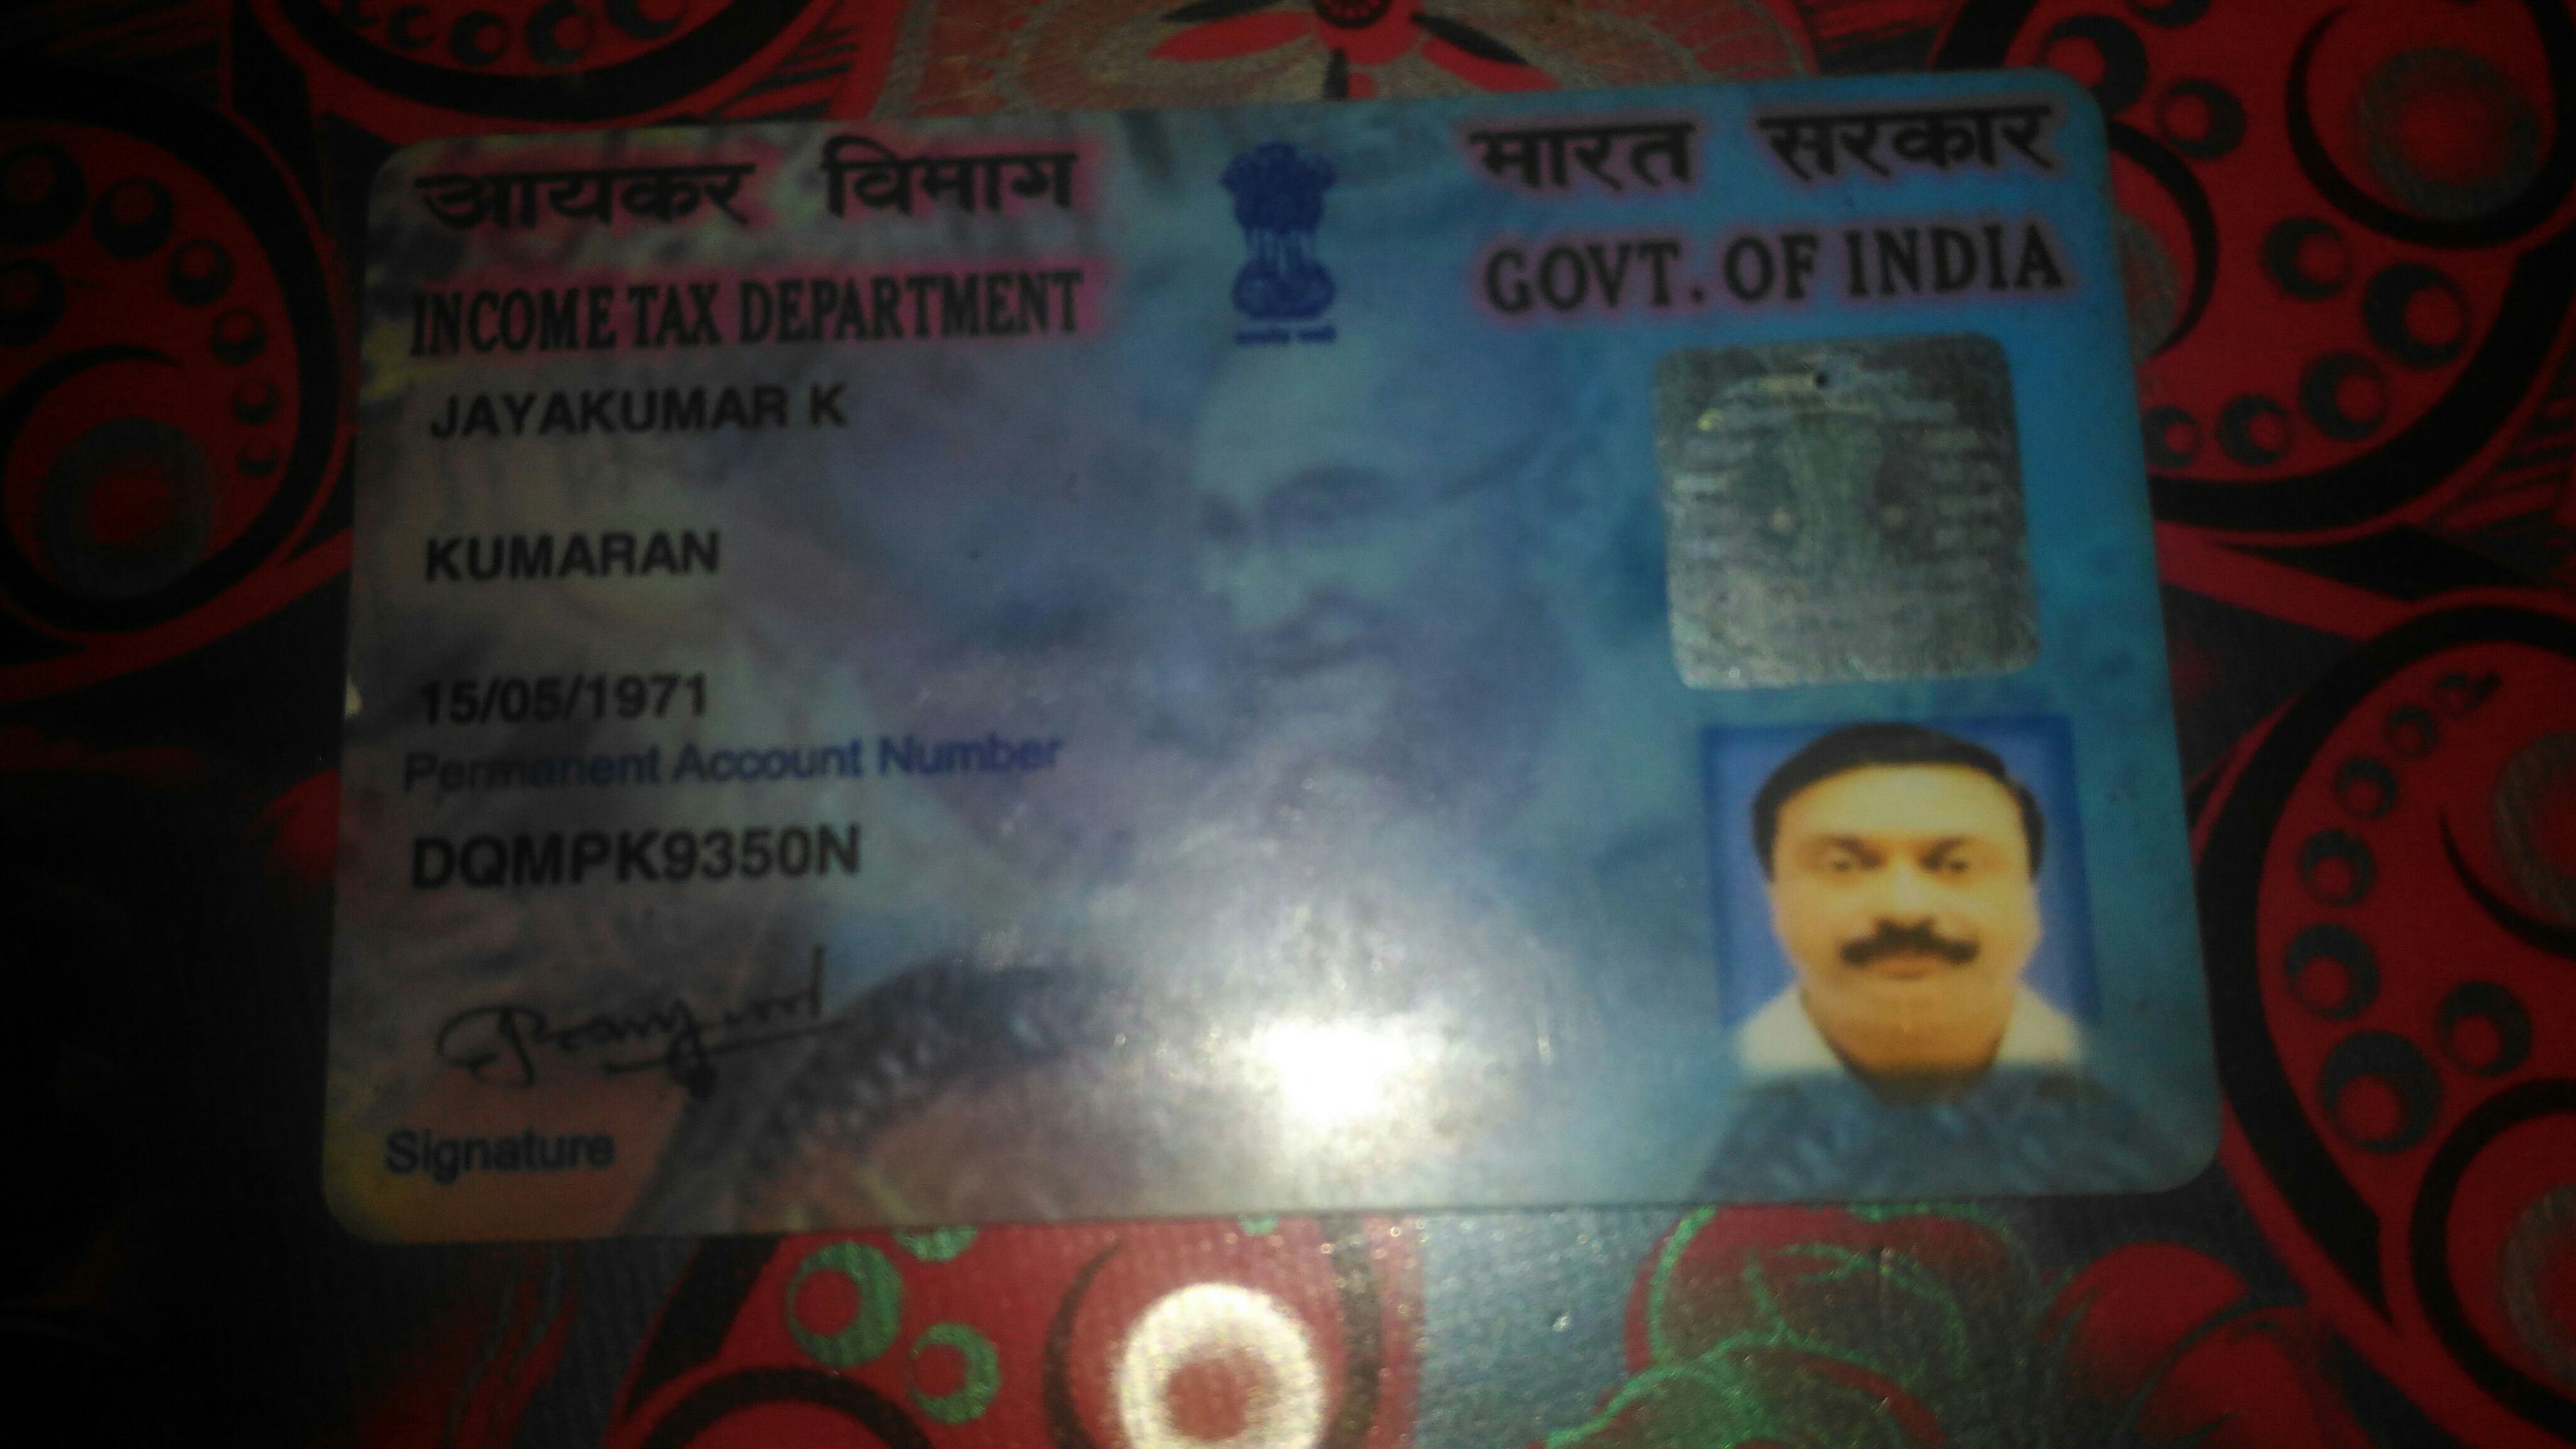 आयकर विभाग
भारत सरकार
INCOME TAX DEPARTMENT
GOVT. OF INDIA
JAYAKUMAR K
KUMARAN
15/05/1971
Permanent Account Number
DQMPK9350N
Signature